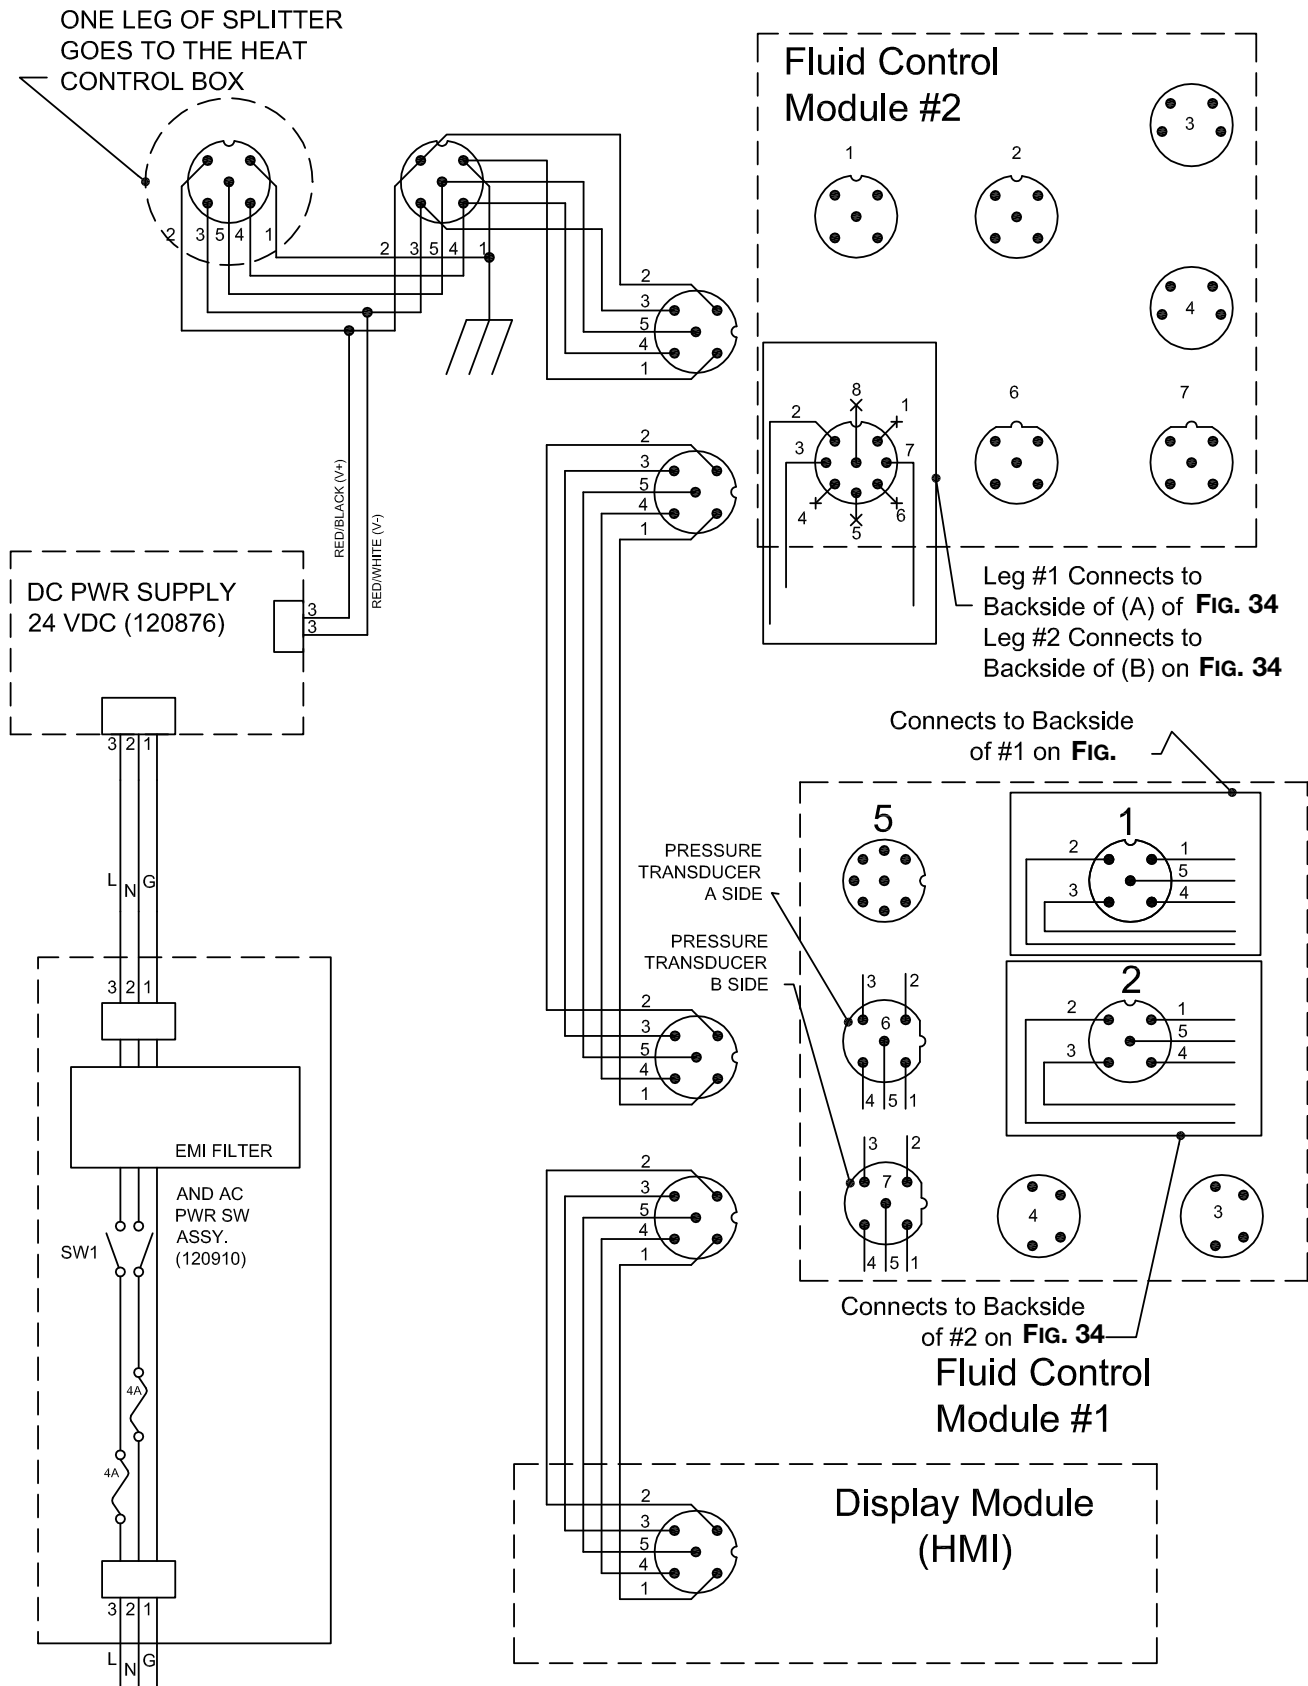 ONE LEG OF SPLITTER
GOES TO THE HEAT
CONTROL BOX
2 3 5 4 1
2 3 5 4 1
2
3
5
4
1
Fluid Control
Module #2
1
2
3
4
6
7
8
2
1
3
7
4
5
6
Leg #1 Connects to
Backside of (A) of FIG. 34
Leg #2 Connects to
Backside of (B) on FIG. 34
RED/BLACK (V+)
RED/WHITE (V-)
DC PWR SUPPLY
24 VDC (120876)
3
3
3 2 1
L N G
3 2 1
EMI FILTER
AND AC
PWR SW
ASSY.
(120910)
SW1
4A
4A
3 2 1
L N G
2
3
5
4
1
2
3
5
4
1
Connects to Backside
of #1 on FIG.
5
1
2 1
5
3 4
PRESSURE
TRANSDUCER
A SIDE
PRESSURE
TRANSDUCER
B SIDE
3 2
6
4 5 1
2
2 1
5
3 4
3 2
7
4 5 1
4
3
Connects to Backside
of #2 on FIG. 34
Fluid Control
Module #1
2
3
5
4
1
2
3
5
4
1
Display Module
(HMI)